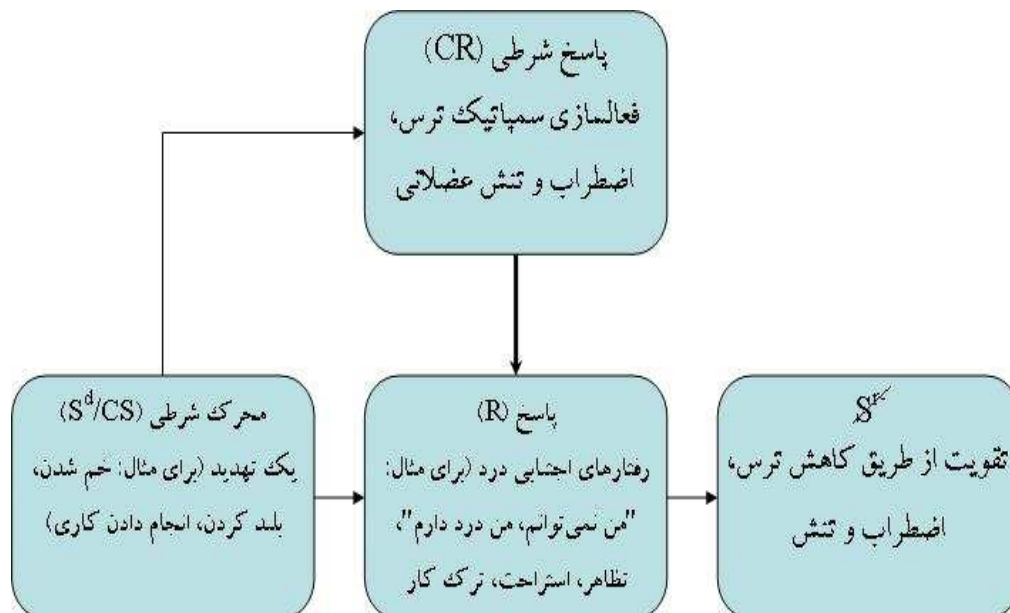 پاسخ شرطی (CR)
فعالسازی سمپاتیک ترس،
اضطراب و تنش عضلانی
محرک شرطی (S^d/CS)
یک تهدید (برای مثال: خم شدن،
بلند کردن، انجام دادن کاری)
پاسخ (R)
رفتارهای اجتنابی درد (برای مثال:
"من نمی‌توانم، من درد دارم"،
تظاهر، استراحت، ترک کار
S^r-
تقویت از طریق کاهش ترس،
اضطراب و تنش